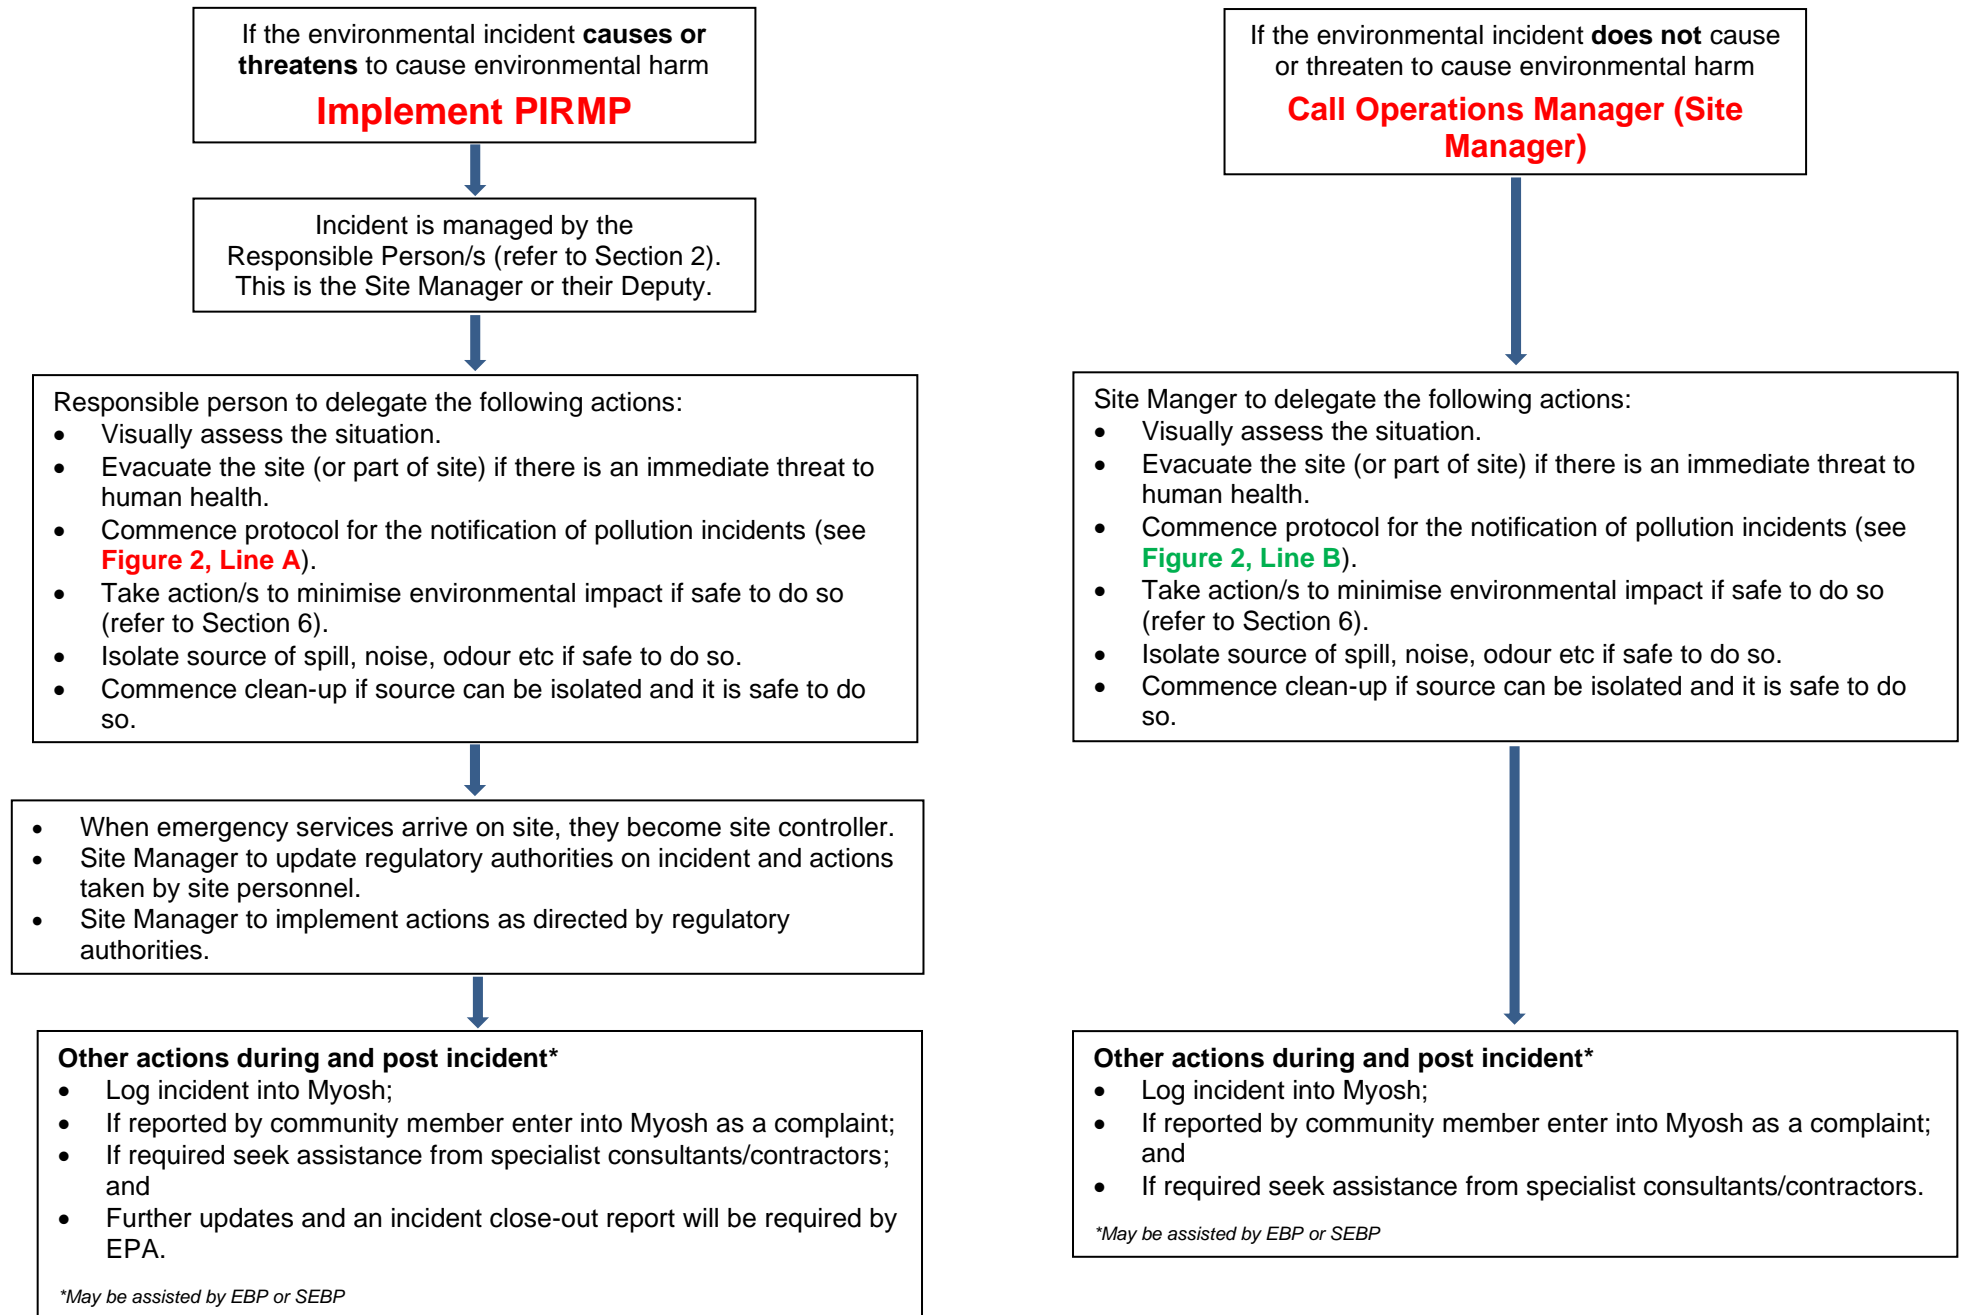 If the environmental incident causes or
threatens to cause environmental harm
Implement PIRMP
Incident is managed by the
Responsible Person/s (refer to Section 2).
This is the Site Manager or their Deputy.
Responsible person to delegate the following actions:
• Visually assess the situation.
• Evacuate the site (or part of site) if there is an immediate threat to
human health.
• Commence protocol for the notification of pollution incidents (see
Figure 2, Line A).
• Take action/s to minimise environmental impact if safe to do so
(refer to Section 6).
• Isolate source of spill, noise, odour etc if safe to do so.
• Commence clean-up if source can be isolated and it is safe to do
so.
• When emergency services arrive on site, they become site controller.
• Site Manager to update regulatory authorities on incident and actions
taken by site personnel.
• Site Manager to implement actions as directed by regulatory
authorities.
Other actions during and post incident*
• Log incident into Myosh;
• If reported by community member enter into Myosh as a complaint;
• If required seek assistance from specialist consultants/contractors;
and
• Further updates and an incident close-out report will be required by
EPA.
*May be assisted by EBP or SEBP
If the environmental incident does not cause
or threaten to cause environmental harm
Call Operations Manager (Site
Manager)
Site Manger to delegate the following actions:
• Visually assess the situation.
• Evacuate the site (or part of site) if there is an immediate threat to
human health.
• Commence protocol for the notification of pollution incidents (see
Figure 2, Line B).
• Take action/s to minimise environmental impact if safe to do so
(refer to Section 6).
• Isolate source of spill, noise, odour etc if safe to do so.
• Commence clean-up if source can be isolated and it is safe to do
so.
Other actions during and post incident*
• Log incident into Myosh;
• If reported by community member enter into Myosh as a complaint;
and
• If required seek assistance from specialist consultants/contractors.
*May be assisted by EBP or SEBP